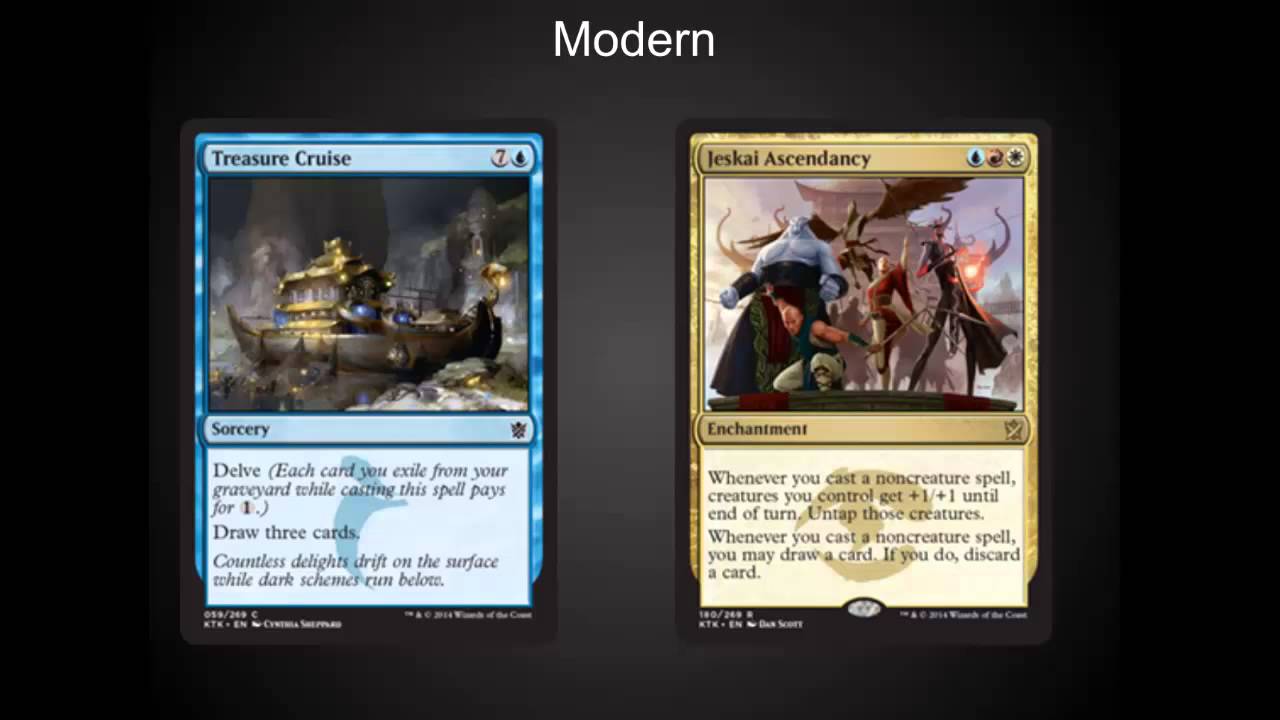 Modern
Treasure Cruise 7
Sorcery
Delve (Each card you exile from your
graveyard while casting this spell pays
for 1.)
Draw three cards.
Countless delights drift on the surface
while dark schemes run below.
059/269 C
KTK • EN CYNTHIA SHEPPARD
™ & © 2014 Wizards of the Coast
Jeskai Ascendancy
Enchantment
Whenever you cast a noncreature spell,
creatures you control get +1/+1 until
end of turn. Untap those creatures.
Whenever you cast a noncreature spell,
you may draw a card. If you do, discard
a card.
180/269 R
KTK • EN DAN SCOTT
™ & © 2014 Wizards of the Coast